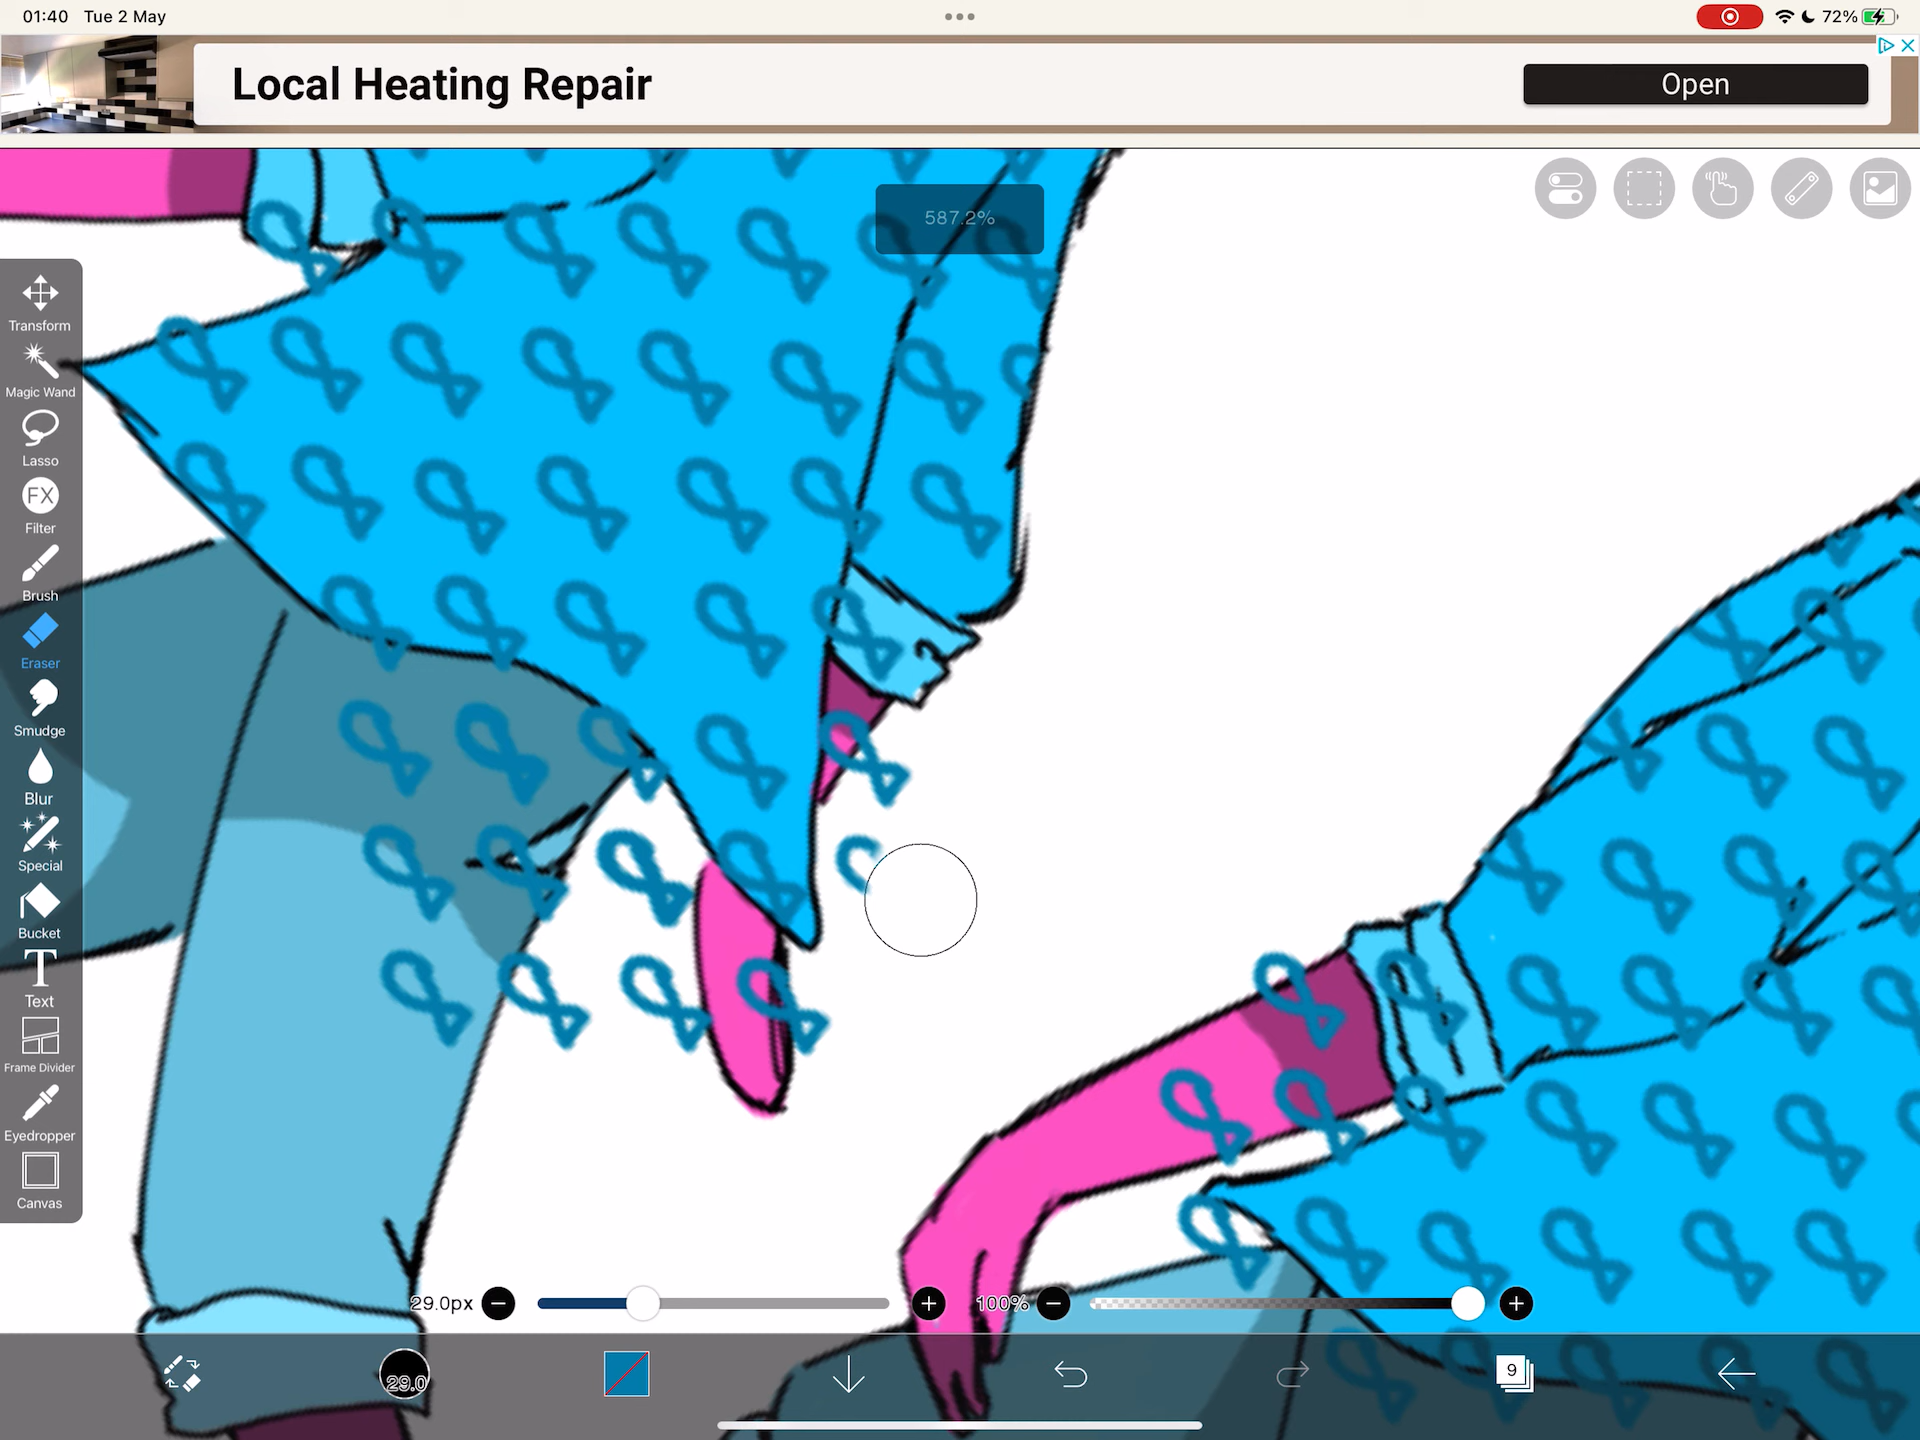 01:40 Tue 2 May
72%
Local Heating Repair
Open
587.2%
Transform
Magic Wand
Lasso
FX
Filter
Brush
Eraser
Smudge
Blur
Special
Bucket
T
Text
Frame Divider
Eyedropper
Canvas
29.0px
100%
29.0
9